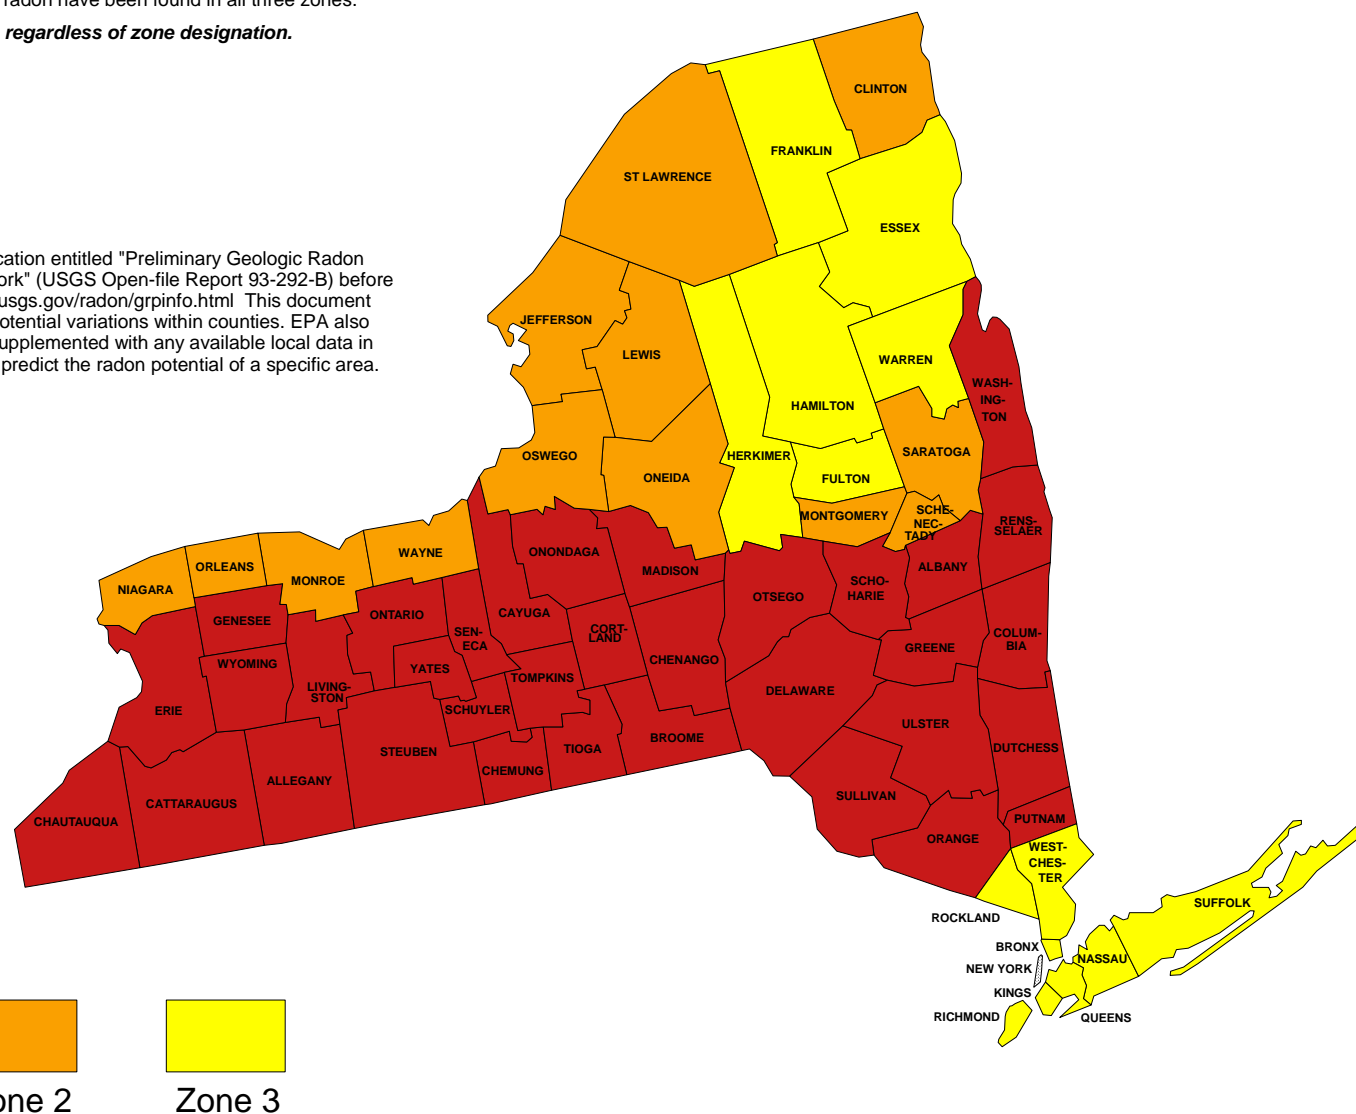 radon have been found in all three zones.
regardless of zone designation.
cation entitled "Preliminary Geologic Radon
ork" (USGS Open-file Report 93-292-B) before
usgs.gov/radon/grpinfo.html This document
otential variations within counties. EPA also
upplemented with any available local data in
predict the radon potential of a specific area.
CLINTON
FRANKLIN
ST LAWRENCE
ESSEX
JEFFERSON
LEWIS
WARREN
WASH-
ING-
TON
HAMILTON
SARATOGA
OSWEGO
HERKIMER
ONEIDA
FULTON
MONTGOMERY
SCHE-
NEC-
TADY
RENS-
SELAER
WAYNE
ONONDAGA
ORLEANS
MONROE
NIAGARA
MADISON
ALBANY
SCHO-
HARIE
OTSEGO
GENESEE
ONTARIO
CAYUGA
CORT-
LAND
SEN-
ECA
COLUM-
BIA
GREENE
WYOMING
YATES
CHENANGO
TOMPKINS
LIVING-
STON
DELAWARE
ERIE
SCHUYLER
ULSTER
BROOME
TIOGA
STEUBEN
DUTCHESS
CHEMUNG
ALLEGANY
SULLIVAN
CATTARAUGUS
CHAUTAUQUA
PUTNAM
ORANGE
WEST-
CHES-
TER
SUFFOLK
ROCKLAND
BRONX
NASSAU
NEW YORK
KINGS
RICHMOND
QUEENS
one 2
Zone 3